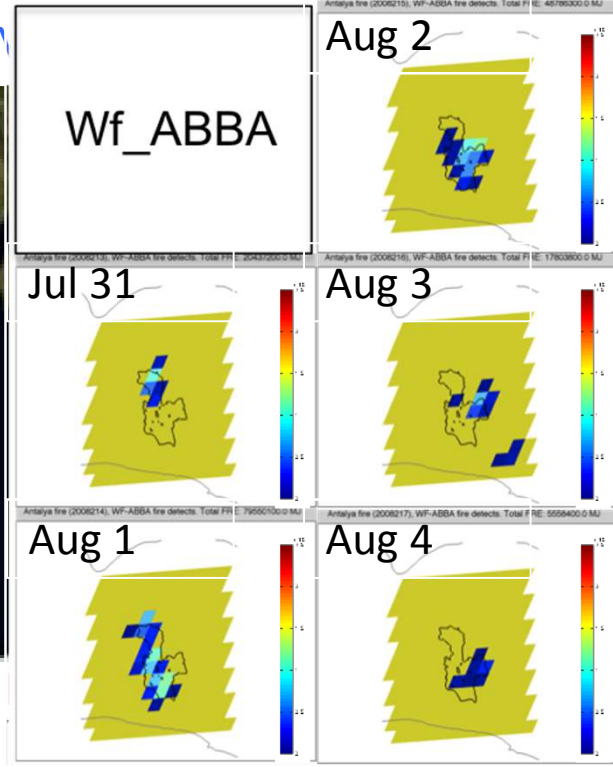 Wf_ABBA
Antalya fire (2008215), WF-ABBA fire detects. Total FRE: 48786300.0 MJ
Aug 2
Antalya fire (2008213), WF-ABBA fire detects. Total FRE: 20437200.0 MJ
Jul 31
Antalya fire (2008216), WF-ABBA fire detects. Total FRE: 17803800.0 MJ
Aug 3
Antalya fire (2008214), WF-ABBA fire detects. Total FRE: 79550100.0 MJ
Aug 1
Antalya fire (2008217), WF-ABBA fire detects. Total FRE: 5558400.0 MJ
Aug 4